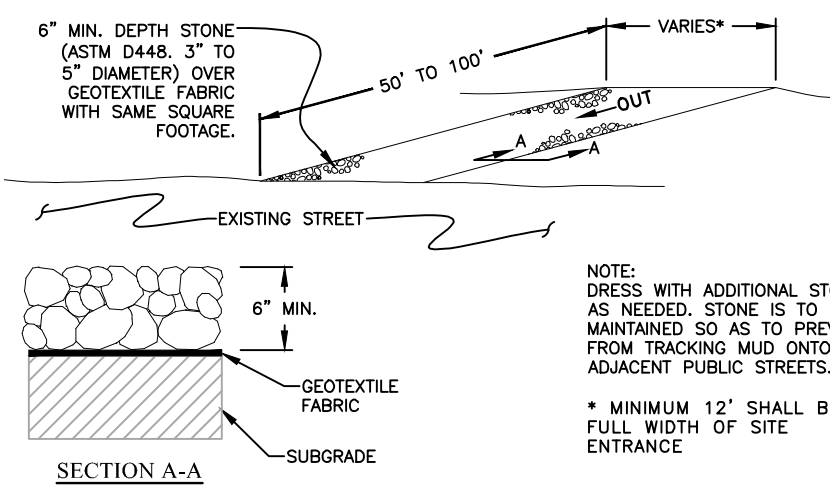 6" MIN. DEPTH STONE
(ASTM D448. 3" TO
5" DIAMETER) OVER
GEOTEXTILE FABRIC
WITH SAME SQUARE
FOOTAGE.
50' TO 100'
VARIES*
OUT
A
A
EXISTING STREET
6" MIN.
GEOTEXTILE
FABRIC
SUBGRADE
SECTION A-A
NOTE:
DRESS WITH ADDITIONAL
AS NEEDED. STONE IS TO
MAINTAINED SO AS TO
FROM TRACKING MUD ONTO
ADJACENT PUBLIC STREETS.
* MINIMUM 12' SHALL
FULL WIDTH OF SITE
ENTRANCE